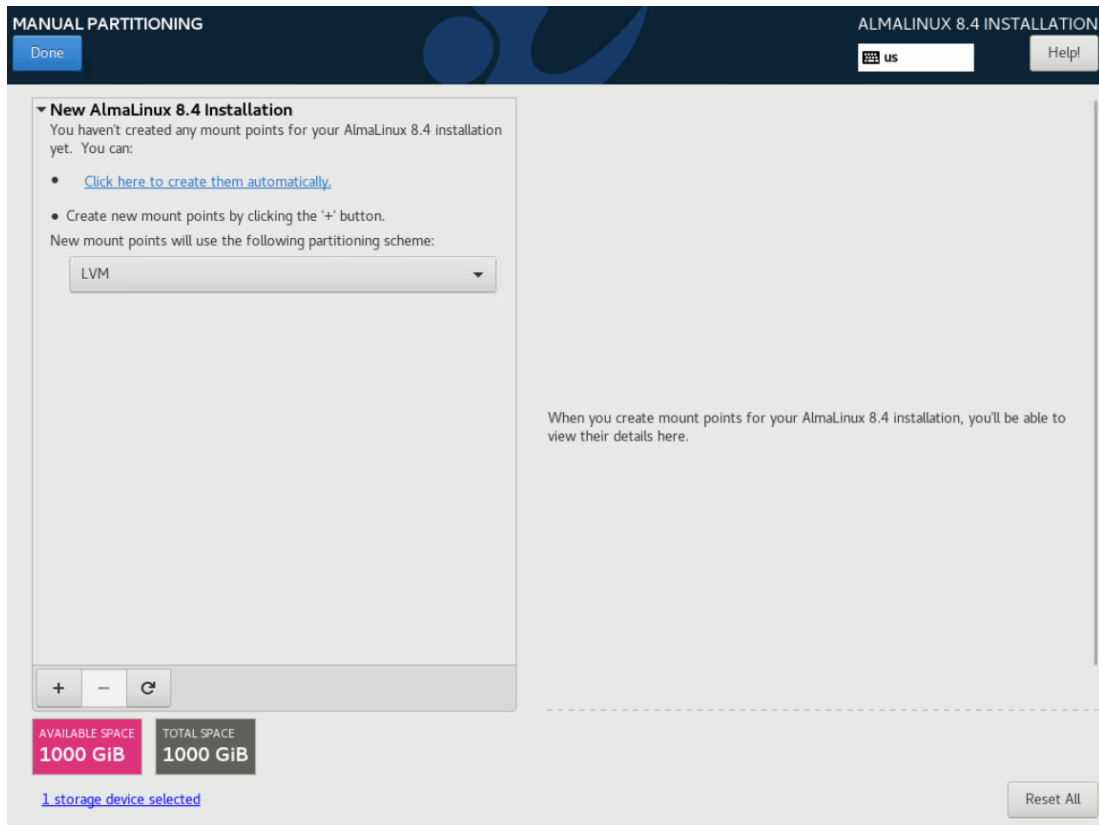 MANUAL PARTITIONING
ALMALINUX 8.4 INSTALLATION
Done
us
Help!
New AlmaLinux 8.4 Installation
You haven't created any mount points for your AlmaLinux 8.4 installation
yet. You can:
• Click here to create them automatically.
• Create new mount points by clicking the '+' button.
New mount points will use the following partitioning scheme:
LVM
When you create mount points for your AlmaLinux 8.4 installation, you'll be able to
view their details here.
+ − 
AVAILABLE SPACE
1000 GiB
TOTAL SPACE
1000 GiB
1 storage device selected
Reset All